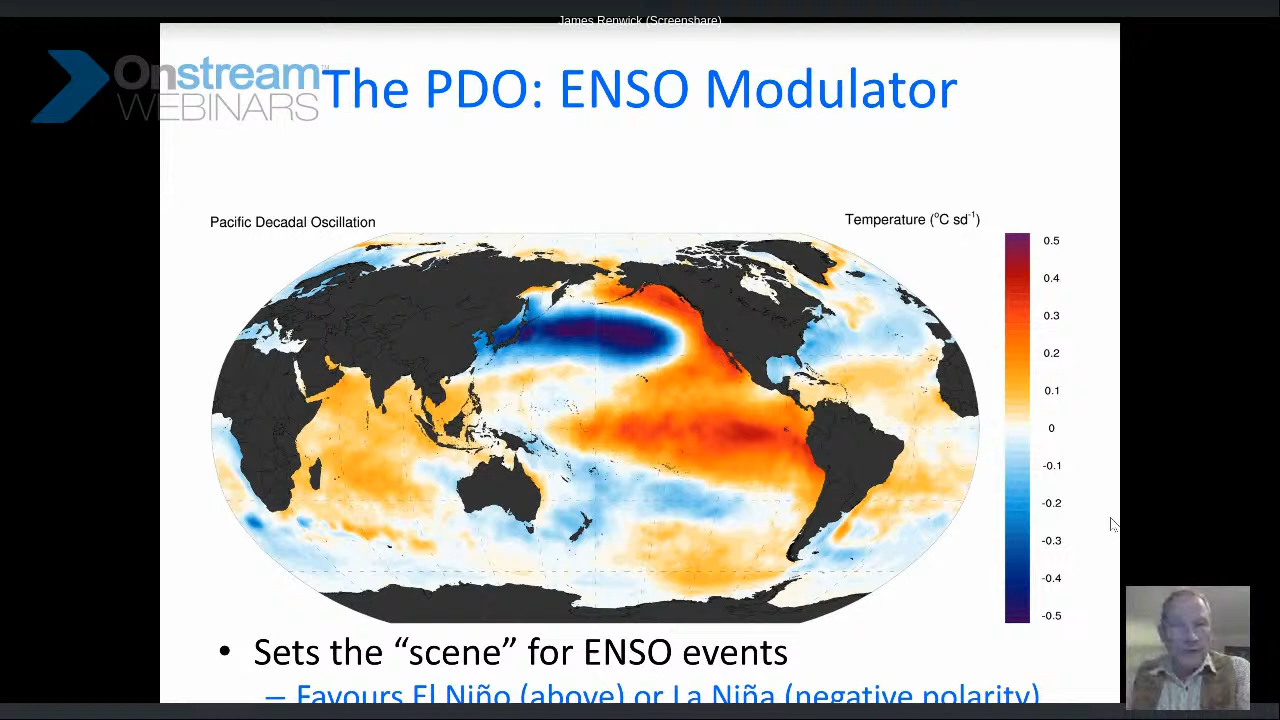 James Renwick (Screenshare)
Onstream™
WEBINARS
The PDO: ENSO Modulator
Pacific Decadal Oscillation
Temperature (°C sd⁻¹)
0.5
0.4
0.3
0.2
0.1
0
-0.1
-0.2
-0.3
-0.4
-0.5
• Sets the “scene” for ENSO events
– Favours El Niño (above) or La Niña (negative polarity)